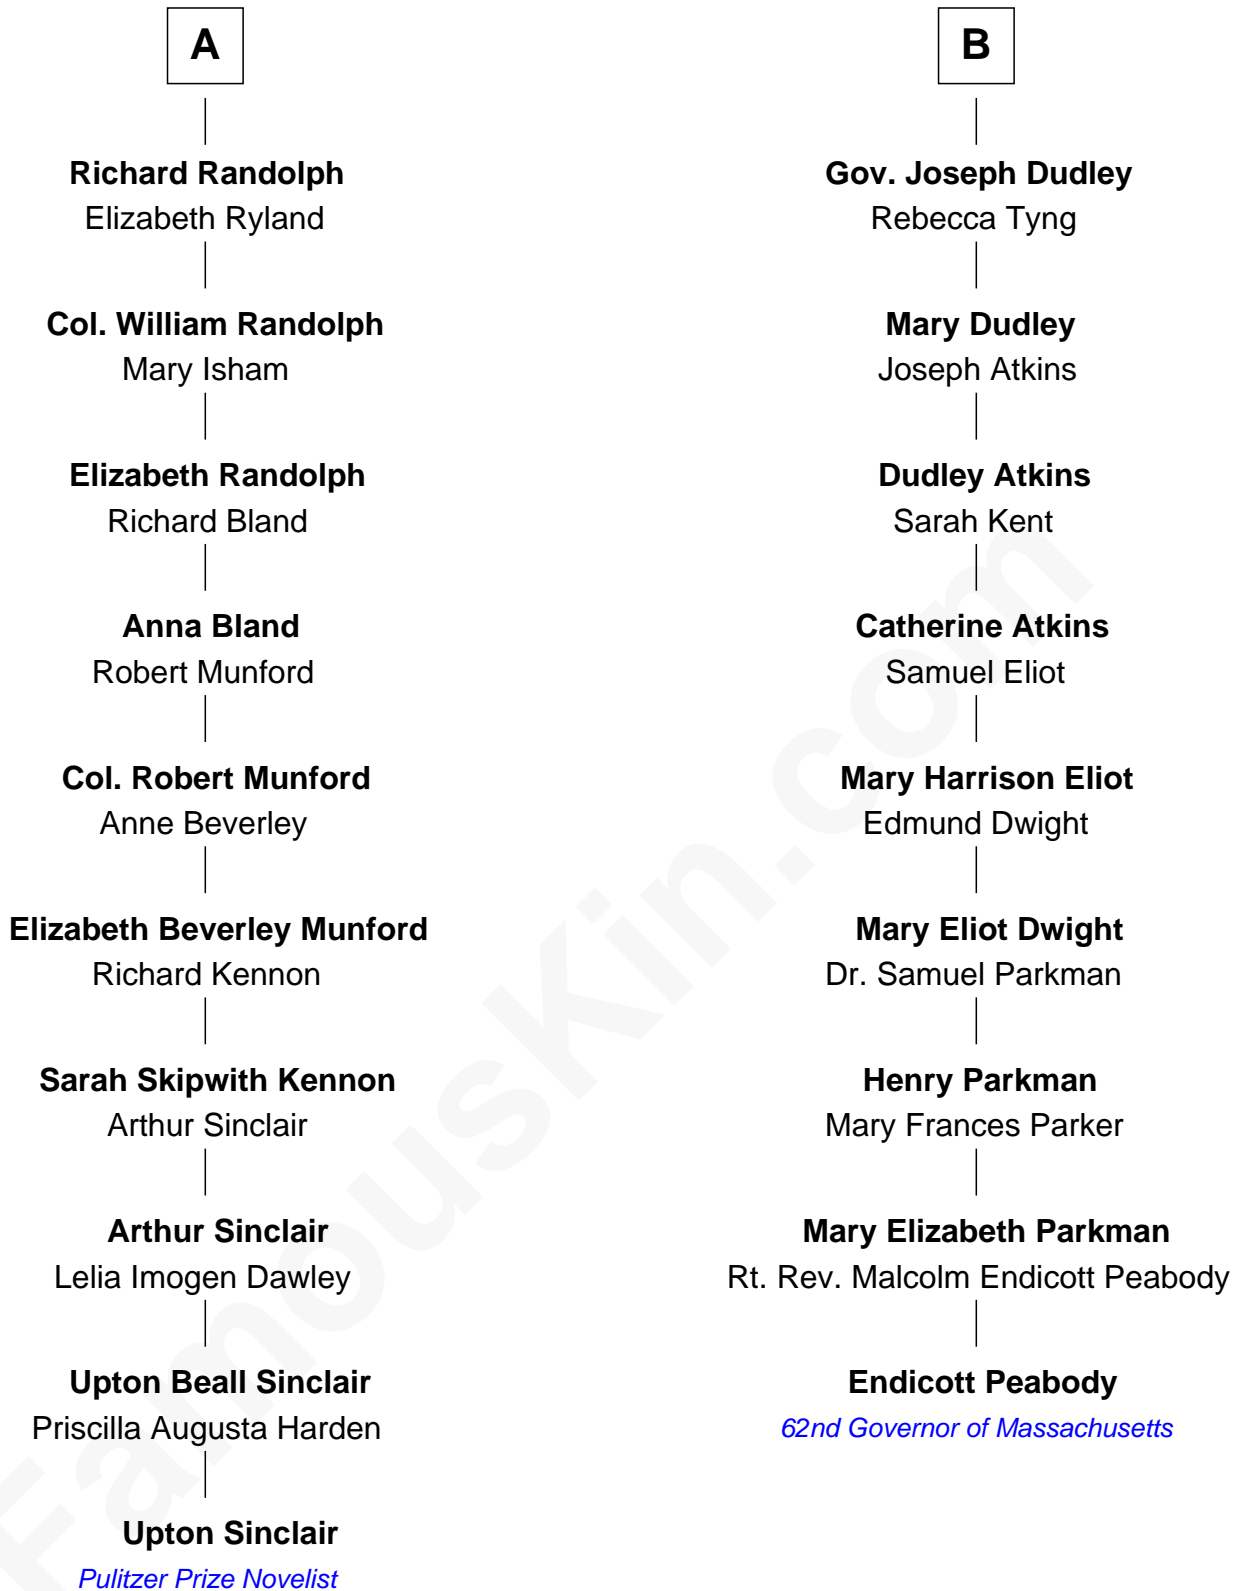 A
Richard Randolph
Elizabeth Ryland
Col. William Randolph
Mary Isham
Elizabeth Randolph
Richard Bland
Anna Bland
Robert Munford
Col. Robert Munford
Anne Beverley
Elizabeth Beverley Munford
Richard Kennon
Sarah Skipwith Kennon
Arthur Sinclair
Arthur Sinclair
Lelia Imogen Dawley
Upton Beall Sinclair
Priscilla Augusta Harden
Upton Sinclair
Pulitzer Prize Novelist
B
Gov. Joseph Dudley
Rebecca Tyng
Mary Dudley
Joseph Atkins
Dudley Atkins
Sarah Kent
Catherine Atkins
Samuel Eliot
Mary Harrison Eliot
Edmund Dwight
Mary Eliot Dwight
Dr. Samuel Parkman
Henry Parkman
Mary Frances Parker
Mary Elizabeth Parkman
Rt. Rev. Malcolm Endicott Peabody
Endicott Peabody
62nd Governor of Massachusetts
FamousKin.com